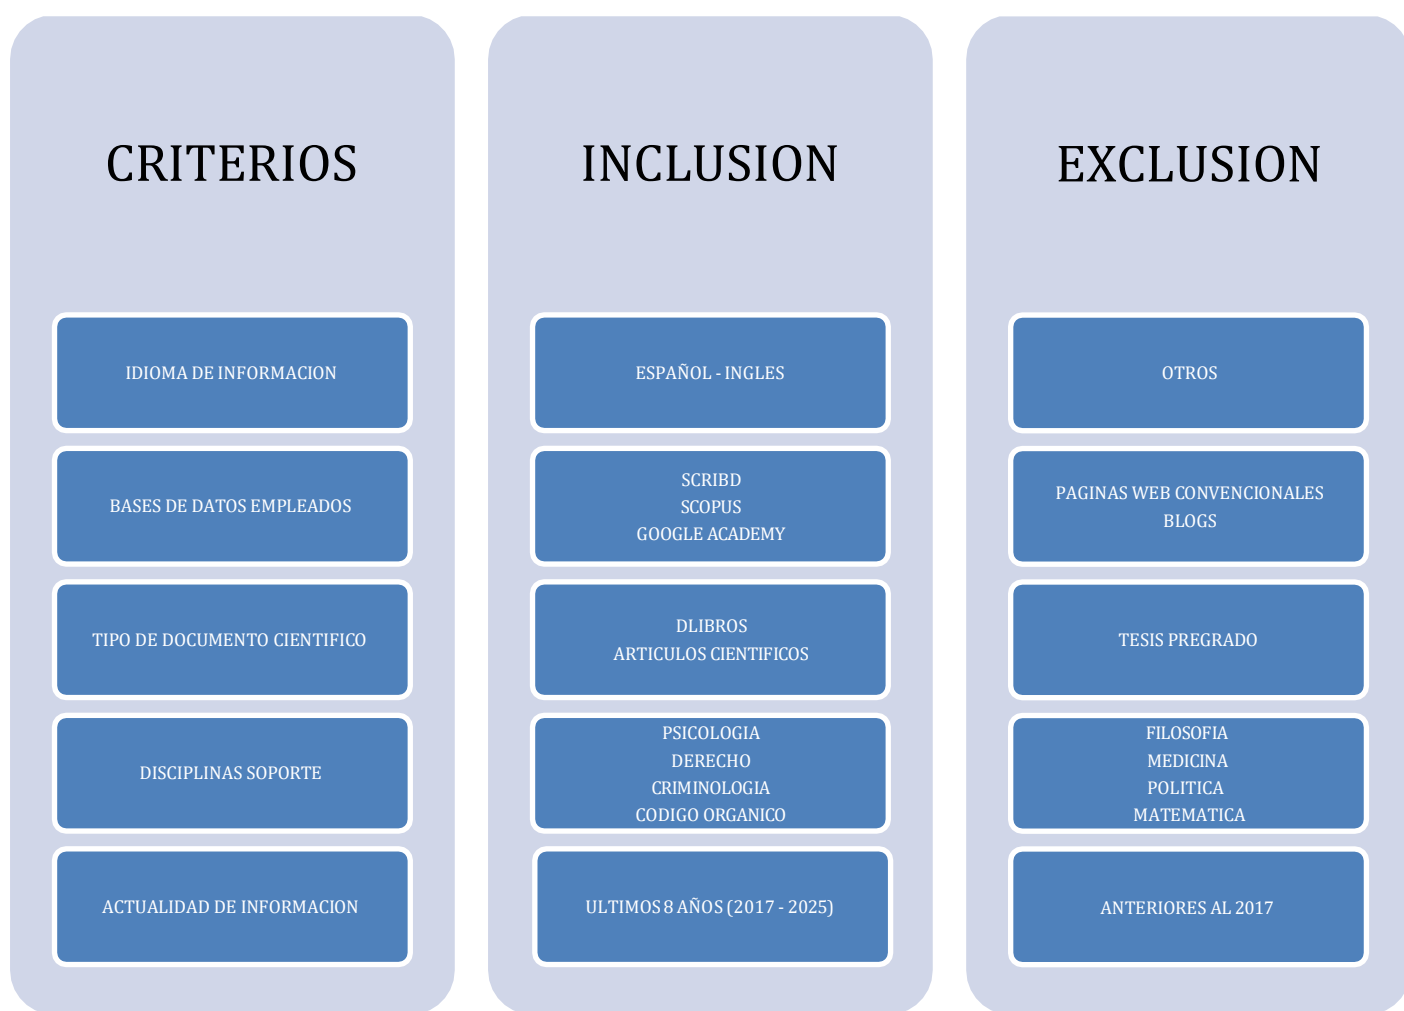 CRITERIOS
IDIOMA DE INFORMACION
BASES DE DATOS EMPLEADOS
TIPO DE DOCUMENTO CIENTIFICO
DISCIPLINAS SOPORTE
ACTUALIDAD DE INFORMACION
INCLUSION
ESPAÑOL - INGLES
SCRIBD
SCOPUS
GOOGLE ACADEMY
DLIBROS
ARTICULOS CIENTIFICOS
PSICOLOGIA
DERECHO
CRIMINOLOGIA
CODIGO ORGANICO
ULTIMOS 8 AÑOS (2017 - 2025)
EXCLUSION
OTROS
PAGINAS WEB CONVENCIONALES
BLOGS
TESIS PREGRADO
FILOSOFIA
MEDICINA
POLITICA
MATEMATICA
ANTERIORES AL 2017